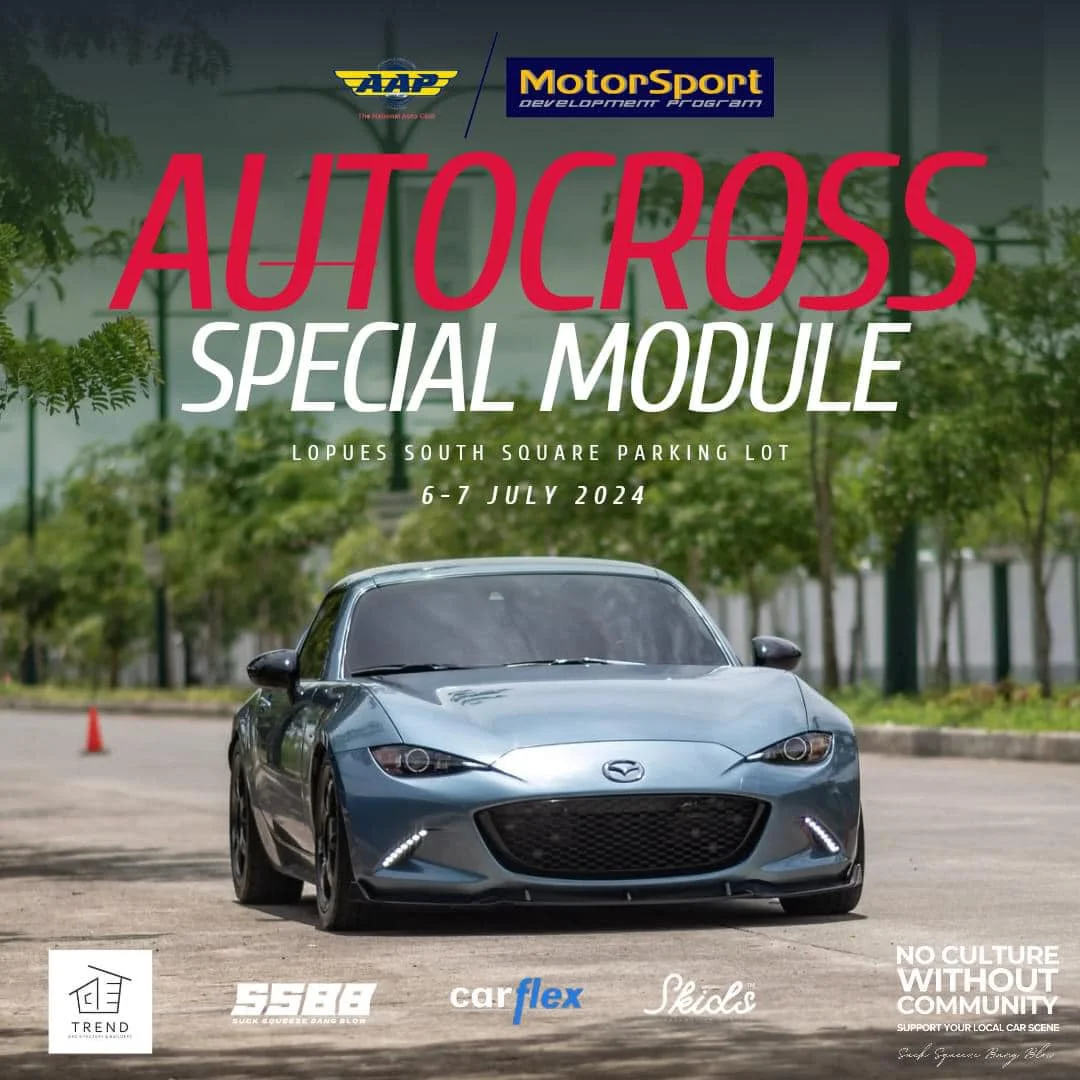 AAP
The National Auto Club
MotorSport
DEVELOPMENT PROGRAM
AUTOCROSS
SPECIAL MODULE
LOPUES SOUTH SQUARE PARKING LOT
6-7 JULY 2024
TREND
SSBB
SUCK SQUEEZE BANG BLOW
carflex
Skids
NO CULTURE
WITHOUT
COMMUNITY
SUPPORT YOUR LOCAL CAR SCENE
Suck Squeeze Bang Blow